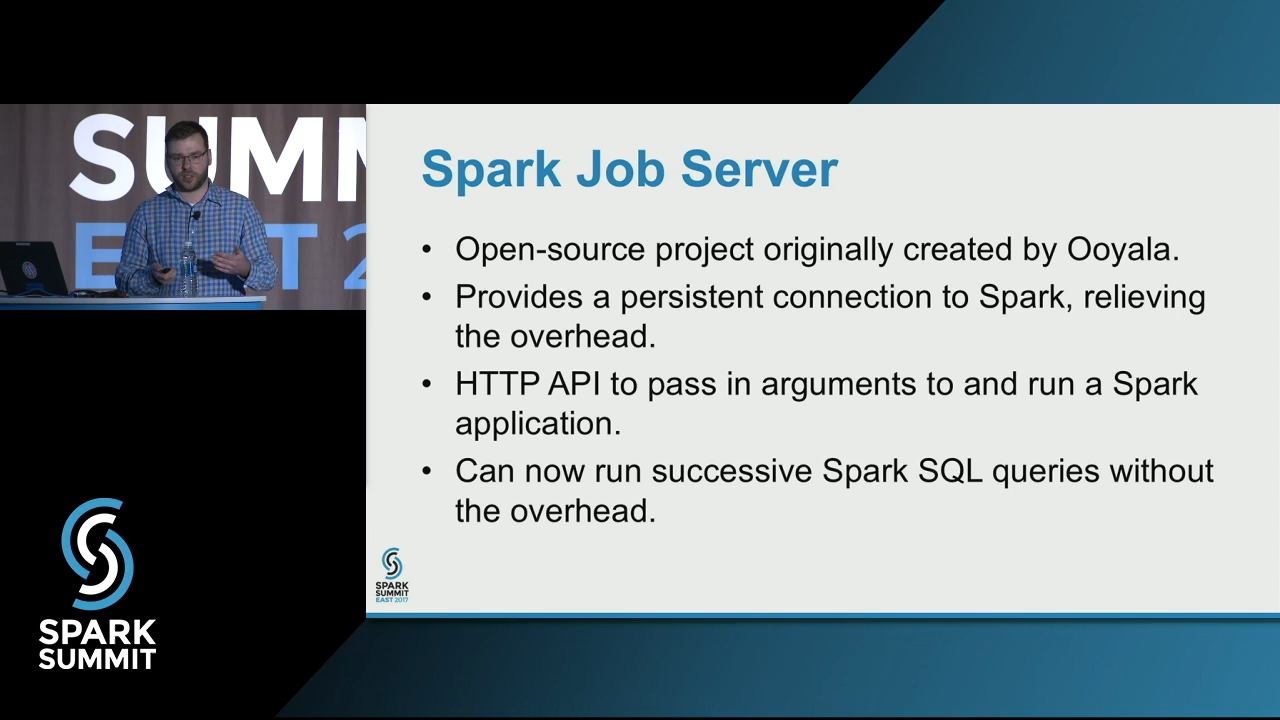 SUMM
EAST 2
Spark Job Server
• Open-source project originally created by Ooyala.
• Provides a persistent connection to Spark, relieving
the overhead.
• HTTP API to pass in arguments to and run a Spark
application.
• Can now run successive Spark SQL queries without
the overhead.
SPARK
SUMMIT
EAST 2017
SPARK
SUMMIT